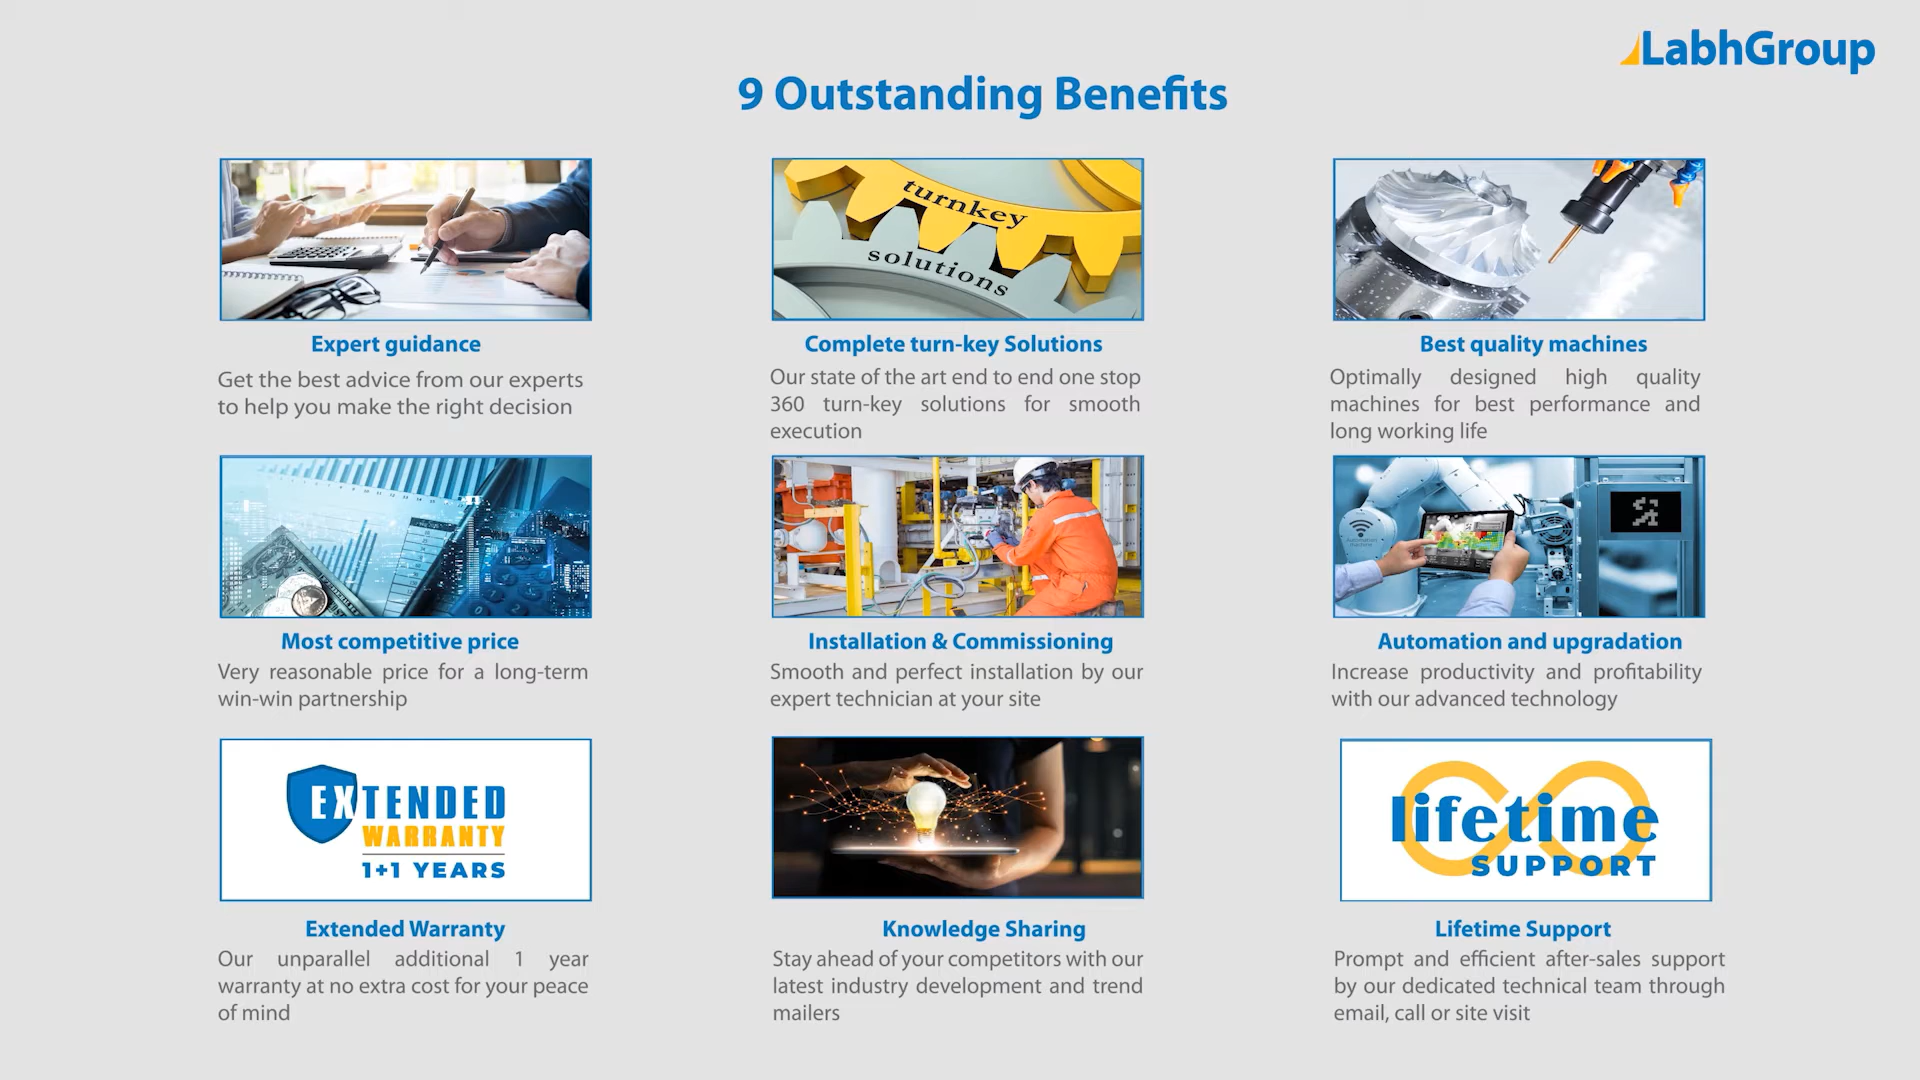 LabhGroup
9 Outstanding Benefits
turnkey
solutions
Expert guidance
Get the best advice from our experts
to help you make the right decision
Complete turn-key Solutions
Our state of the art end to end one stop
360 turn-key solutions for smooth
execution
Best quality machines
Optimally designed high quality
machines for best performance and
long working life
Most competitive price
Very reasonable price for a long-term
win-win partnership
Installation & Commissioning
Smooth and perfect installation by our
expert technician at your site
Automation and upgradation
Increase productivity and profitability
with our advanced technology
EXTENDED
WARRANTY
1+1 YEARS
lifetime
SUPPORT
Extended Warranty
Our unparallel additional 1 year
warranty at no extra cost for your peace
of mind
Knowledge Sharing
Stay ahead of your competitors with our
latest industry development and trend
mailers
Lifetime Support
Prompt and efficient after-sales support
by our dedicated technical team through
email, call or site visit